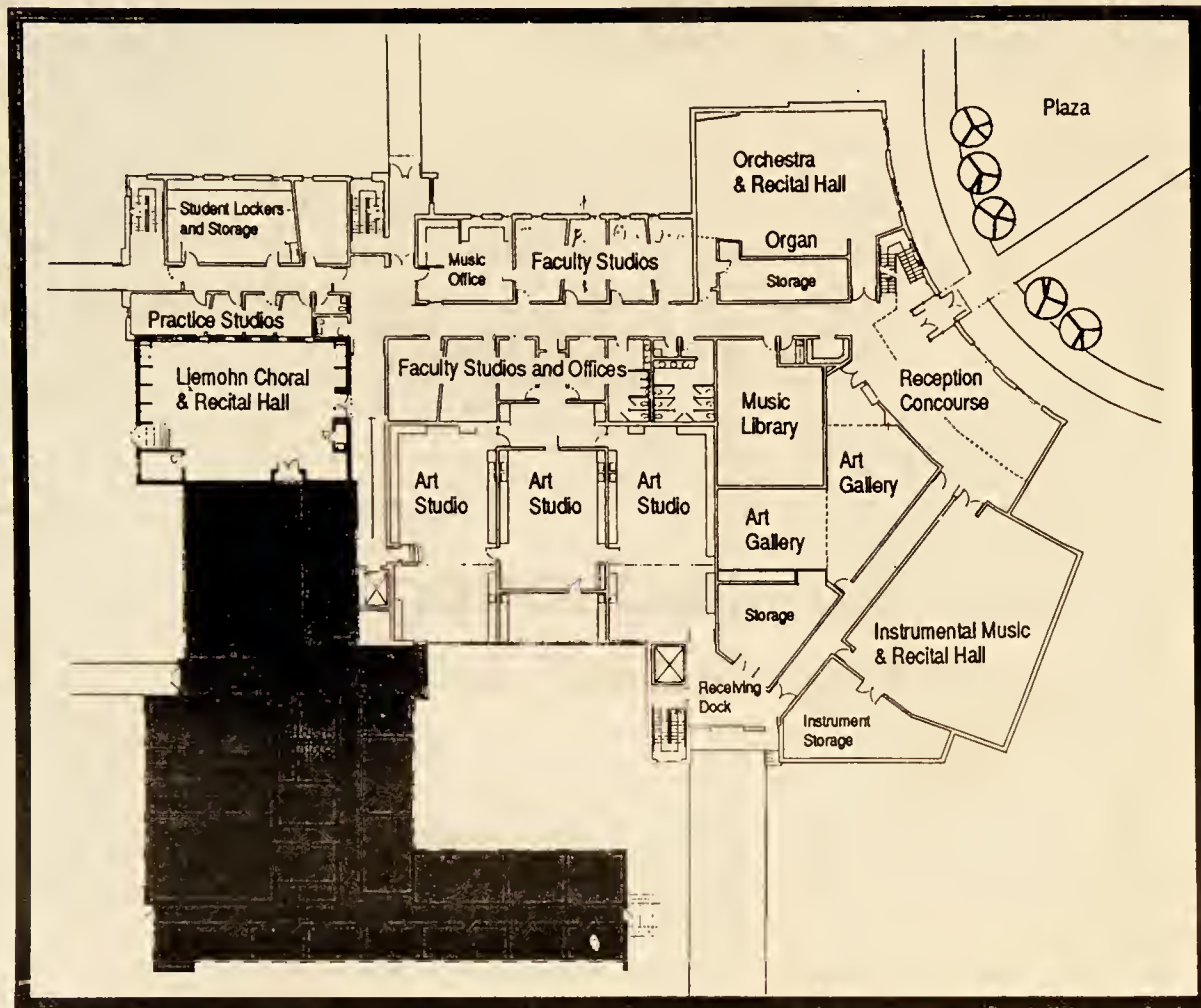 Plaza
Orchestra
& Recital Hall
Student Lockers
and Storage
Organ
Music
Office
Faculty Studios
Storage
Practice Studios
Faculty Studios and Offices
Liemohn Choral
& Recital Hall
Reception
Concourse
Music
Library
Art
Gallery
Art
Studio
Art
Studio
Art
Studio
Art
Gallery
Storage
Instrumental Music
& Recital Hall
Receiving
Dock
Instrument
Storage